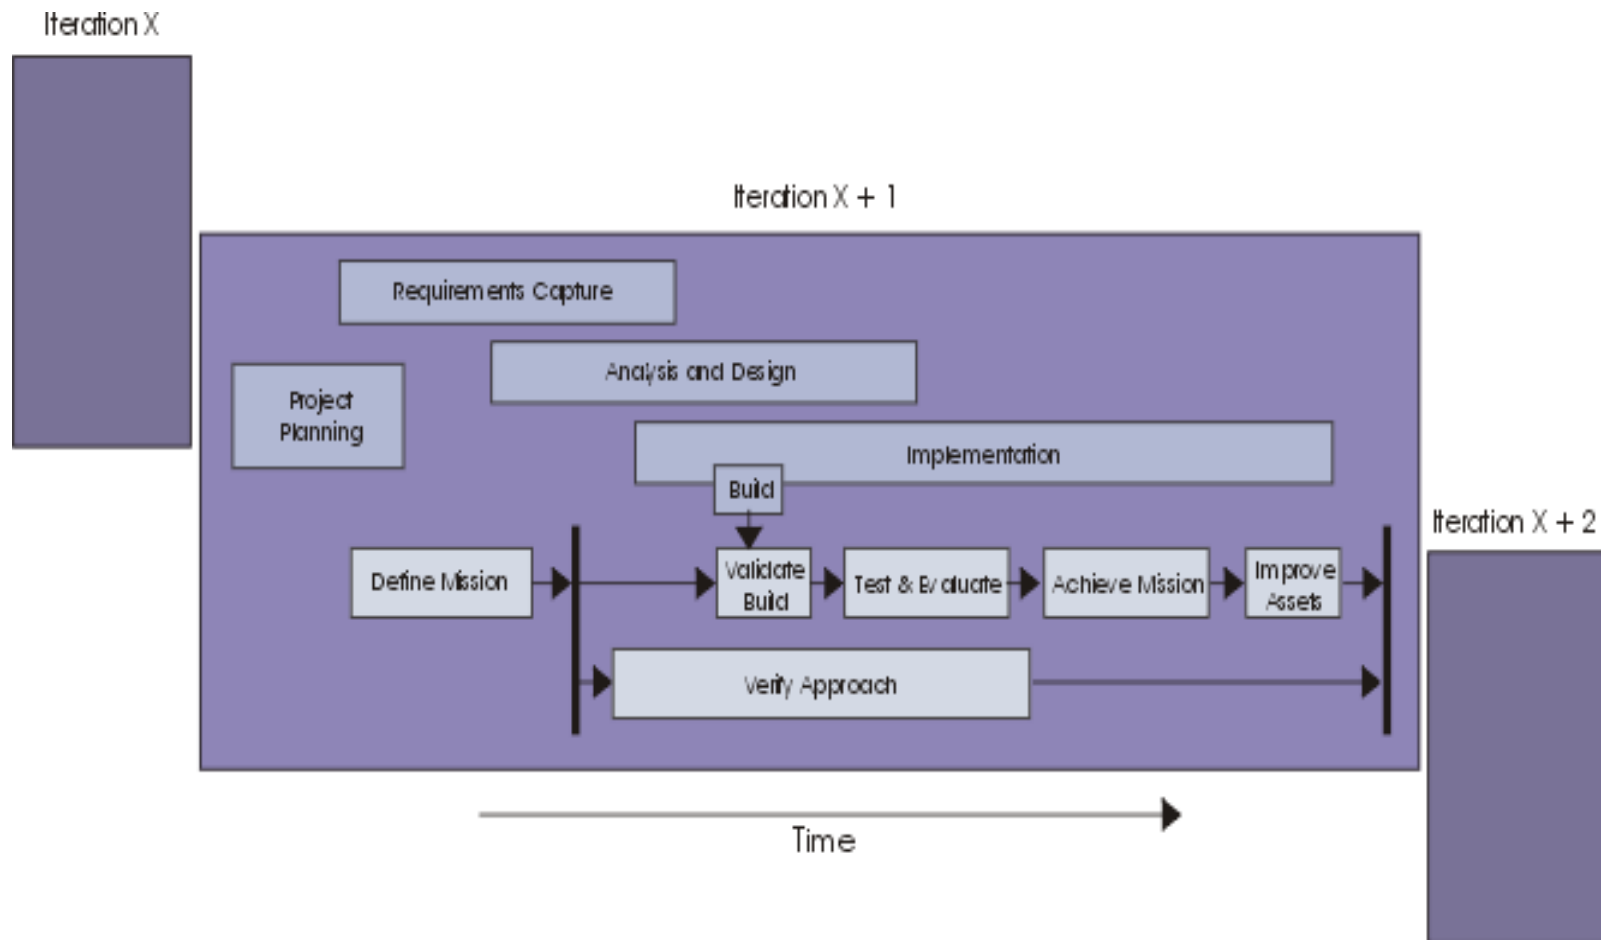 Iteration X
Iteration X + 1
Requirements Capture
Analysis and Design
Project
Planning
Implementation
Build
Iteration X + 2
Define Mission
Validate
Build
Test & Evaluate
Achieve Mission
Improve
Assets
Verify Approach
Time